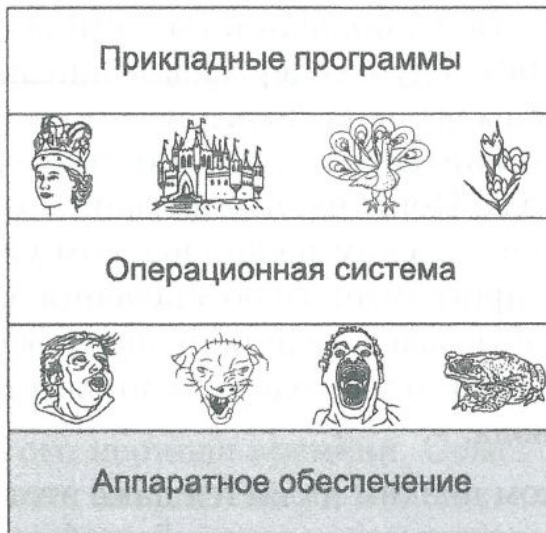 Прикладные программы
Операционная система
Аппаратное обеспечение